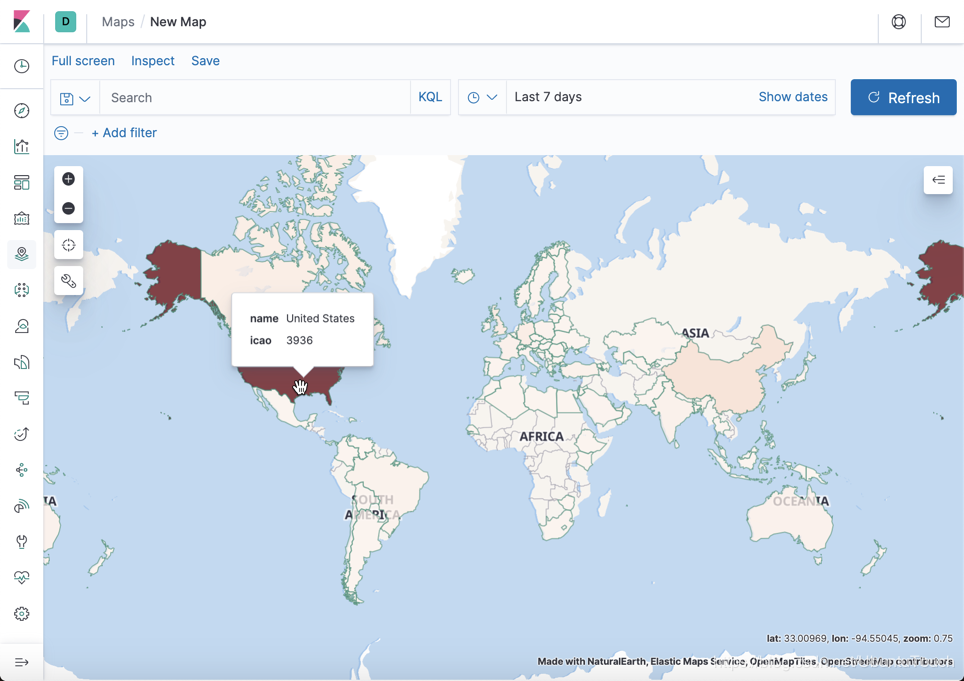 D Maps / New Map
Full screen Inspect Save
Search KQL Last 7 days Show dates Refresh
+ Add filter
ASIA
name United States
icao 3936
AFRICA
SOUTH
AMERICA
OCEANIA
IA
lat: 33.00969, lon: -94.55045, zoom: 0.75
Made with NaturalEarth, Elastic Maps Service, OpenMapTiles, OpenStreetMap contributors